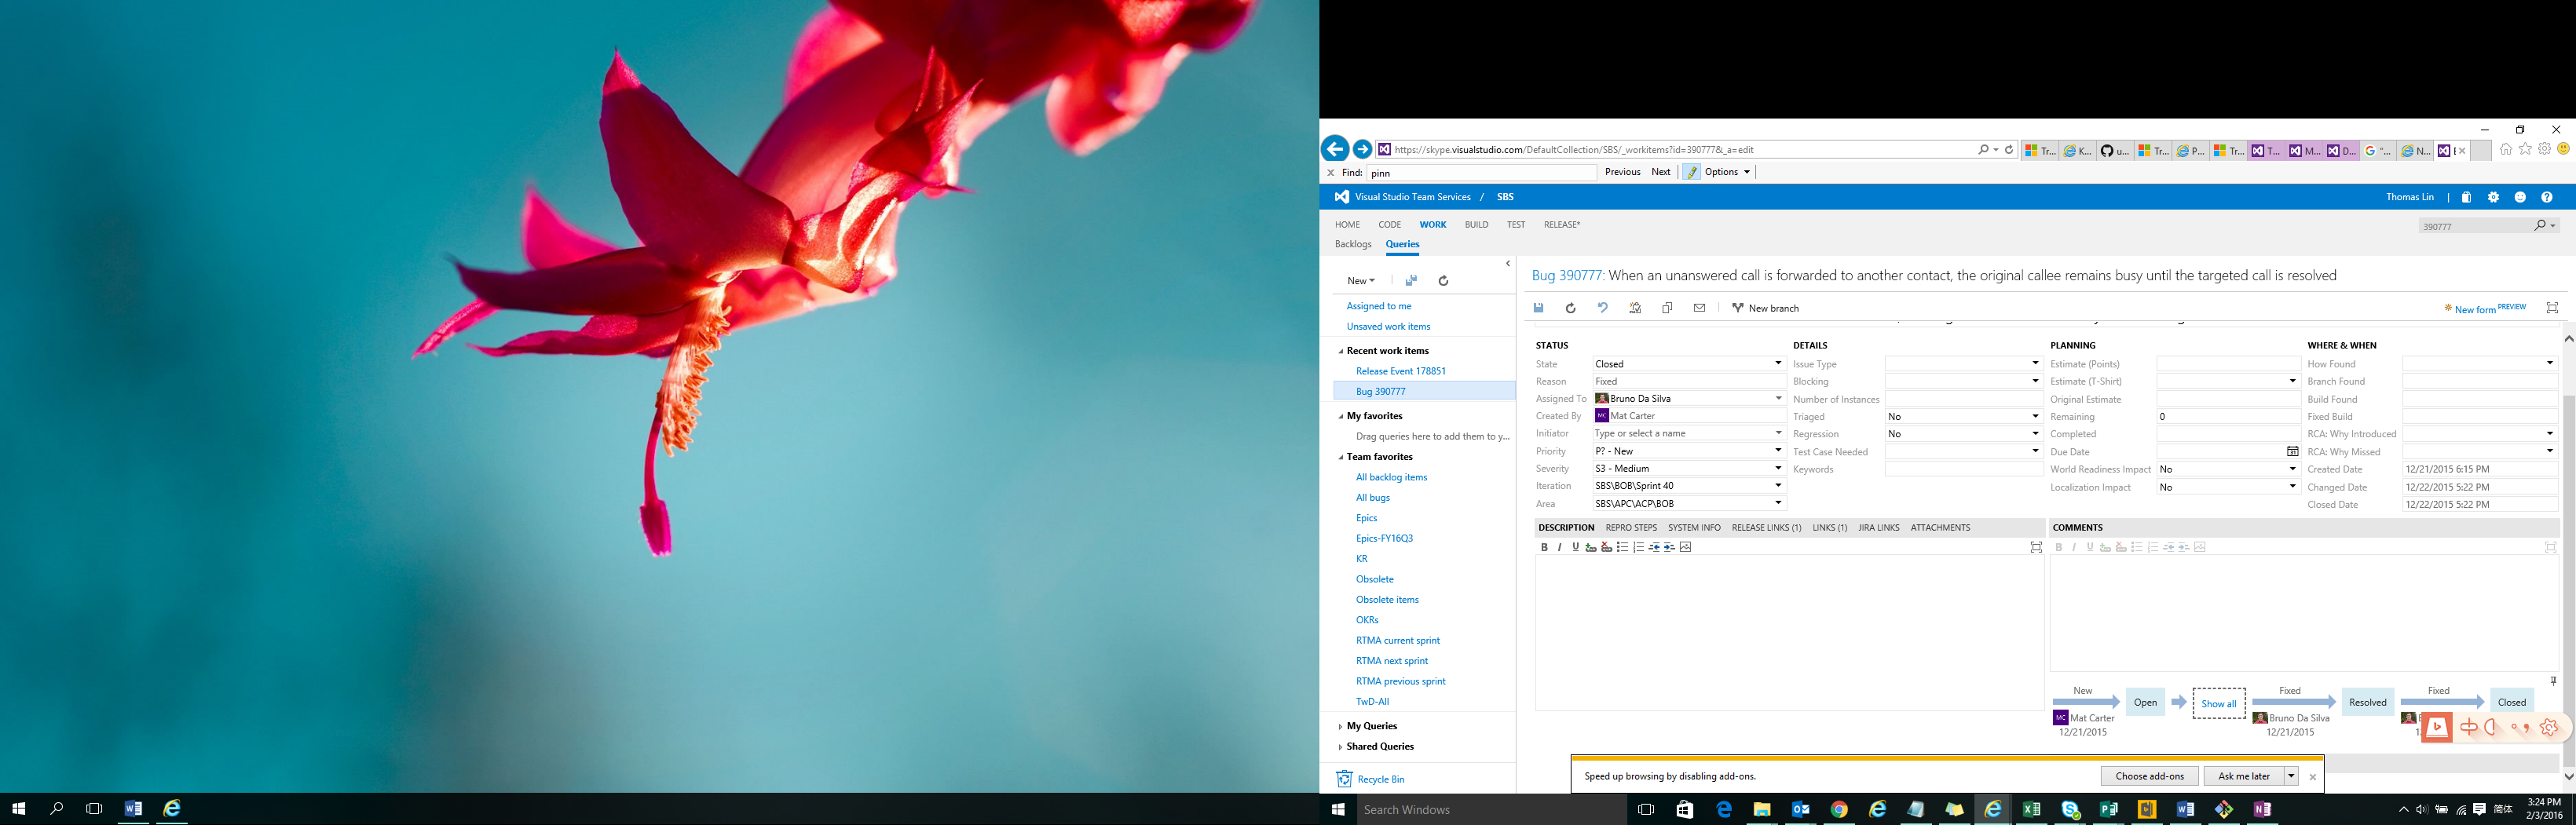 https://skype.visualstudio.com/DefaultCollection/SBS/_workitems?id=390777&_a=edit
Tr... K... u... Tr... P... Tr... T... M... D... "... N...
Find: pinn Previous Next Options
Visual Studio Team Services / SBS Thomas Lin
HOME CODE WORK BUILD TEST RELEASE*
390777
Backlogs Queries
Bug 390777: When an unanswered call is forwarded to another contact, the original callee remains busy until the targeted call is resolved
New
New branch
New form PREVIEW
Assigned to me
Unsaved work items
Recent work items
Release Event 178851
Bug 390777
My favorites
Drag queries here to add them to y...
Team favorites
All backlog items
All bugs
Epics
Epics-FY16Q3
KR
Obsolete
Obsolete items
OKRs
RTMA current sprint
RTMA next sprint
RTMA previous sprint
TwD-All
My Queries
Shared Queries
Recycle Bin
STATUS
State Closed
Reason Fixed
Assigned To Bruno Da Silva
Created By MC Mat Carter
Initiator Type or select a name
Priority P? - New
Severity S3 - Medium
Iteration SBS\BOB\Sprint 40
Area SBS\APC\ACP\BOB
DETAILS
Issue Type
Blocking
Number of Instances
Triaged No
Regression No
Test Case Needed
Keywords
PLANNING
Estimate (Points)
Estimate (T-Shirt)
Original Estimate
Remaining 0
Completed
Due Date
World Readiness Impact No
Localization Impact No
WHERE & WHEN
How Found
Branch Found
Build Found
Fixed Build
RCA: Why Introduced
RCA: Why Missed
Created Date 12/21/2015 6:15 PM
Changed Date 12/22/2015 5:22 PM
Closed Date 12/22/2015 5:22 PM
DESCRIPTION REPRO STEPS SYSTEM INFO RELEASE LINKS (1) LINKS (1) JIRA LINKS ATTACHMENTS
COMMENTS
B I U
B I U
New Open Show all Fixed Resolved Fixed Closed
MC Mat Carter Bruno Da Silva
12/21/2015 12/21/2015
中
Speed up browsing by disabling add-ons. Choose add-ons Ask me later
Search Windows
简体
3:24 PM
2/3/2016